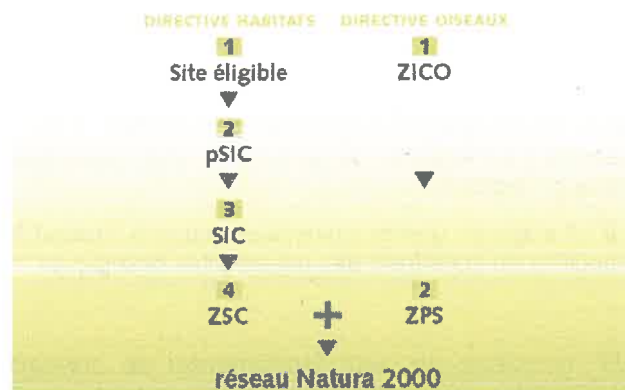 DIRECTIVE HABITATS DIRECTIVE OISEAUX
1 1
Site éligible ZICO
2
pSIC
3
SIC
4 2
ZSC + ZPS
réseau Natura 2000